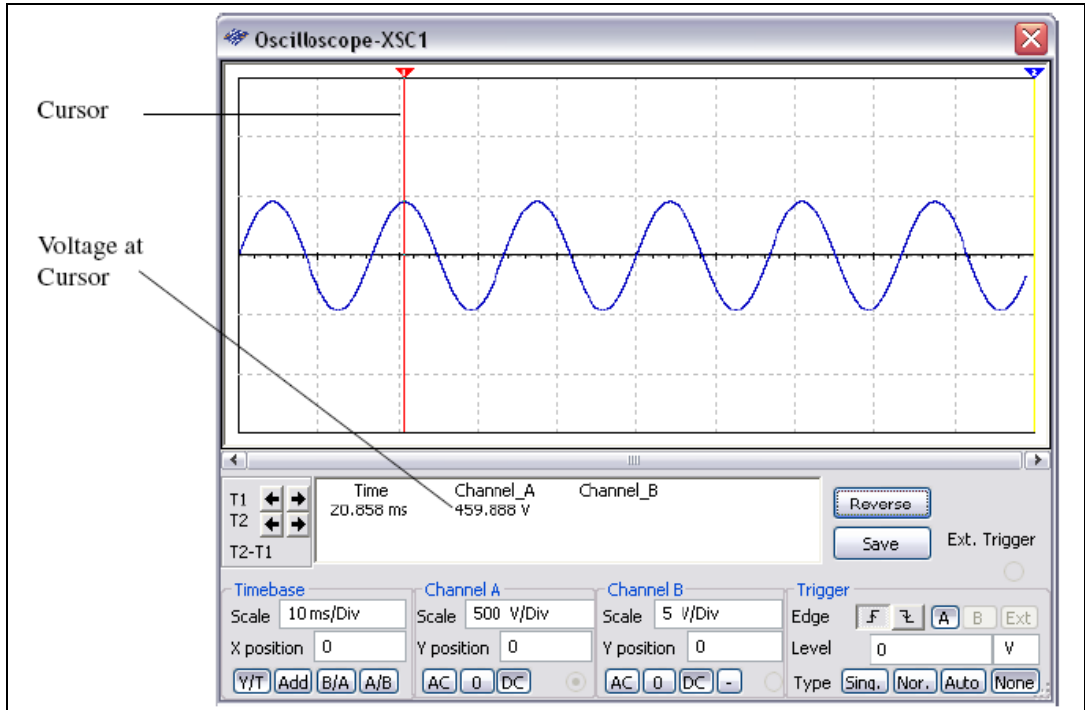 Oscilloscope-XSC1
1
2
Cursor
Voltage at
Cursor
T1
T2
T2-T1
Time Channel_A Channel_B
20.858 ms 459.888 V
Reverse
Save
Ext. Trigger
Timebase
Scale 10 ms/Div
X position 0
Y/T Add B/A A/B
Channel A
Scale 500 V/Div
Y position 0
AC 0 DC
Channel B
Scale 5 V/Div
Y position 0
AC 0 DC -
Trigger
Edge A B Ext
Level 0 V
Type Sing. Nor. Auto None